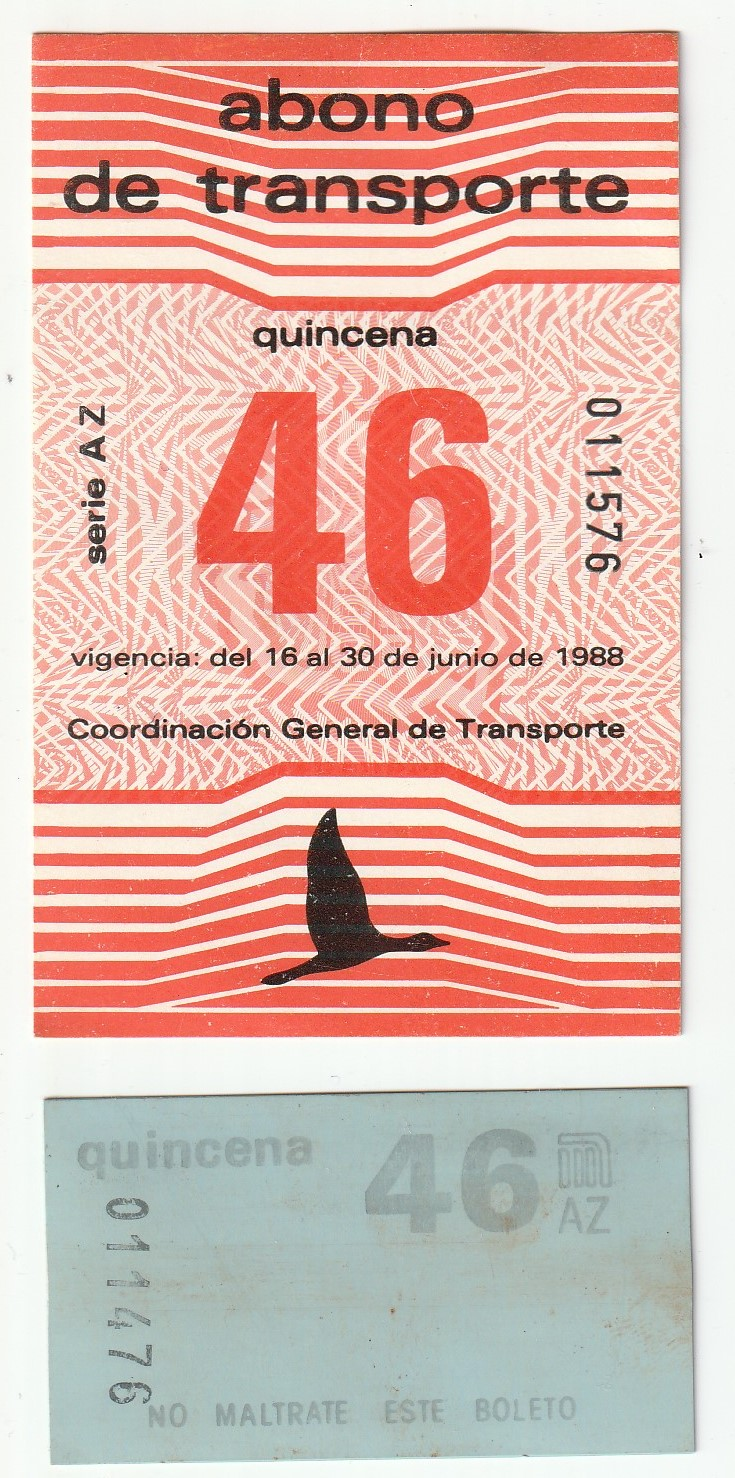 abono
de transporte
quincena
46
serie AZ
011576
vigencia: del 16 al 30 de junio de 1988
Coordinación General de Transporte
quincena
46
AZ
011476
NO MALTRATE ESTE BOLETO